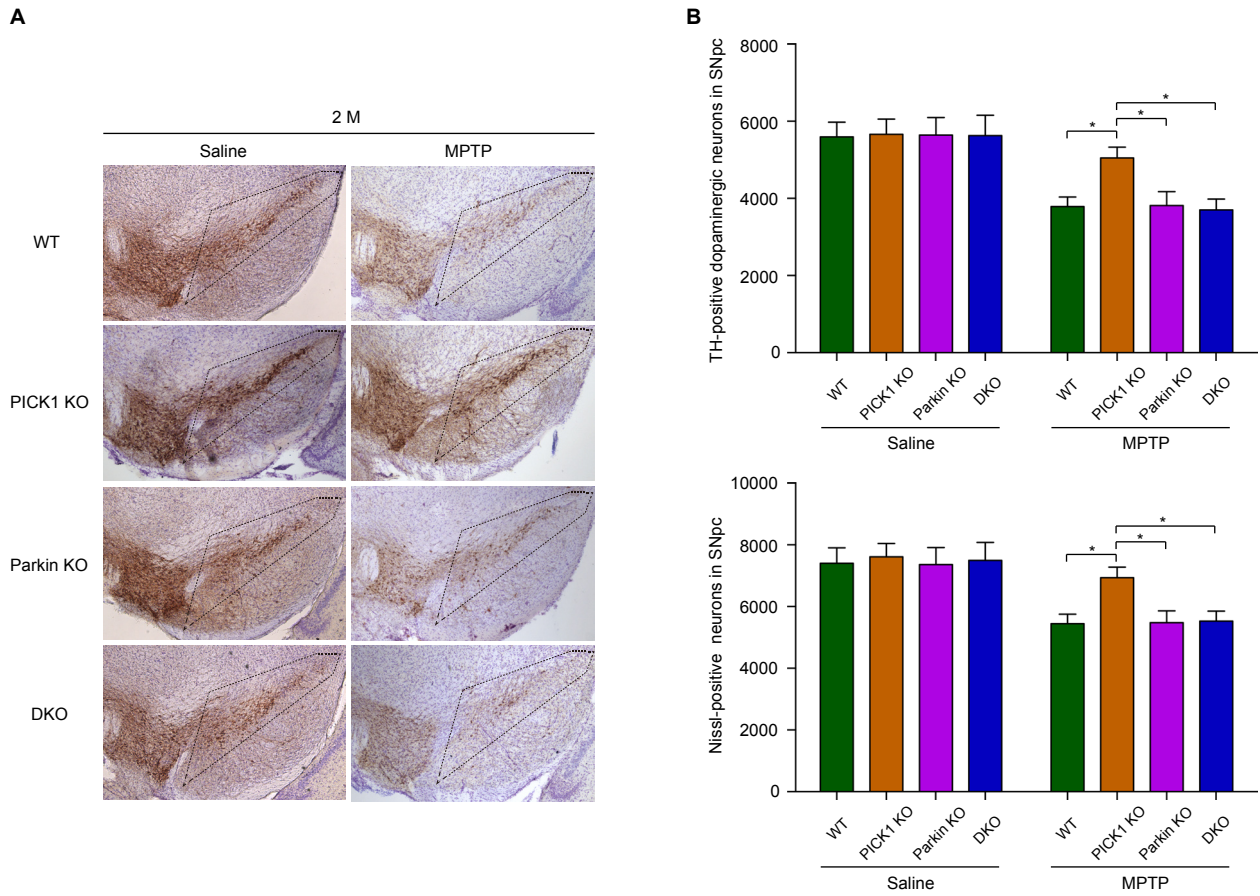 A
2 M
Saline MPTP
WT
PICK1 KO
Parkin KO
DKO
B
TH-positive dopaminergic neurons in SNpc
8000
6000
4000
2000
0
* * *
WT PICK1 KO Parkin KO DKO WT PICK1 KO Parkin KO DKO
Saline MPTP
Nissl-positive neurons in SNpc
10000
8000
6000
4000
2000
0
* * *
WT PICK1 KO Parkin KO DKO WT PICK1 KO Parkin KO DKO
Saline MPTP